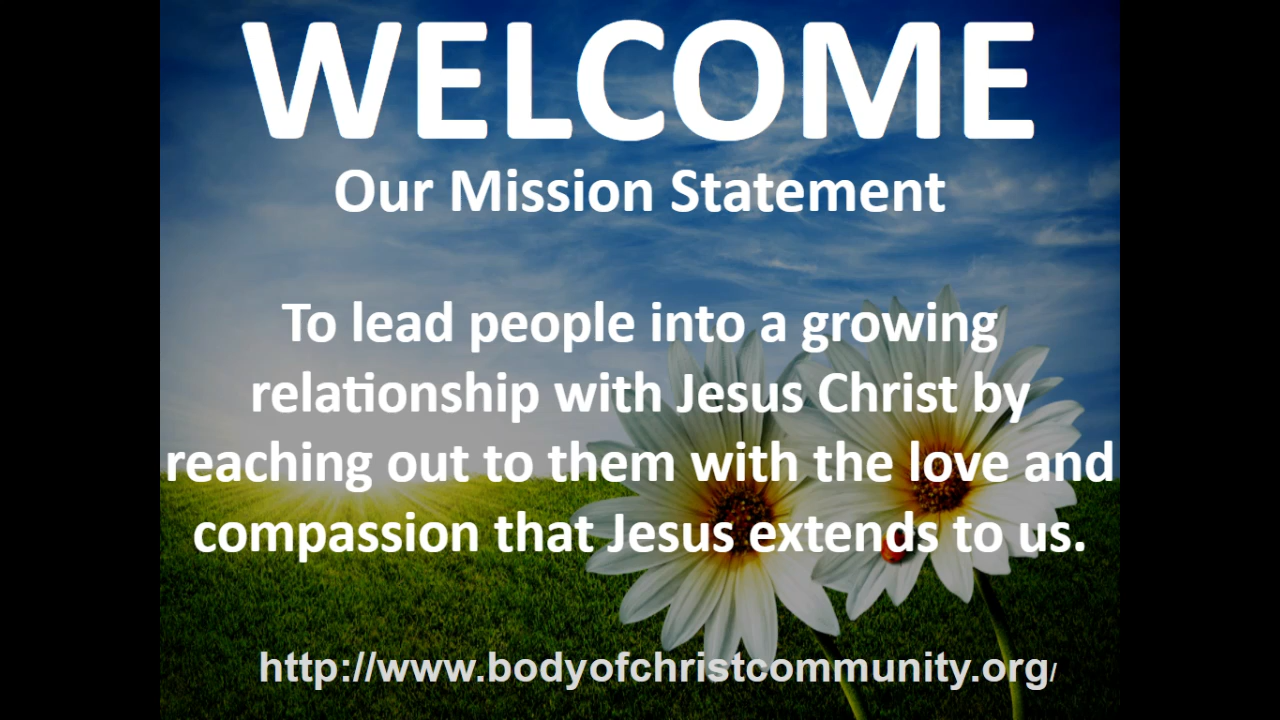 WELCOME
Our Mission Statement
To lead people into a growing
relationship with Jesus Christ by
reaching out to them with the love and
compassion that Jesus extends to us.
http://www.bodyofchristcommunity.org/